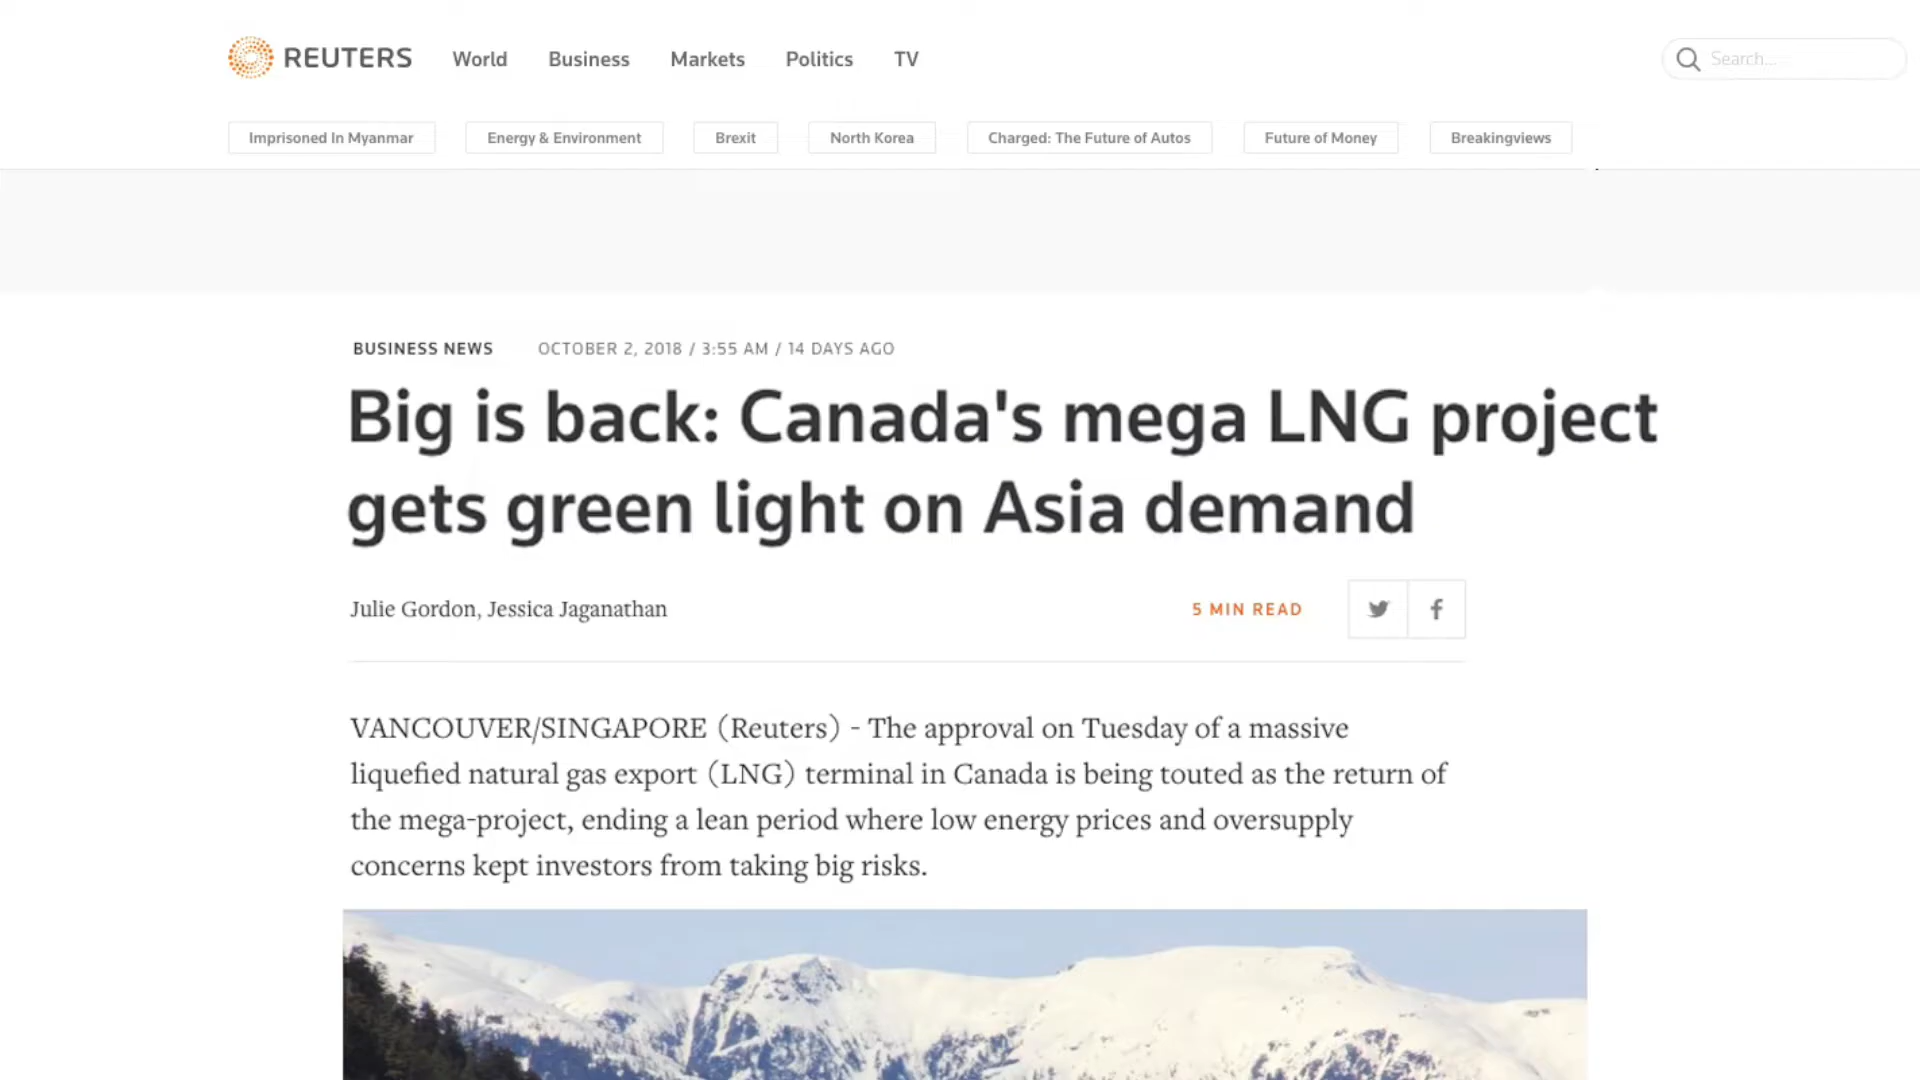 REUTERS World Business Markets Politics TV Search...
Imprisoned In Myanmar Energy & Environment Brexit North Korea Charged: The Future of Autos Future of Money Breakingviews
BUSINESS NEWS OCTOBER 2, 2018 / 3:55 AM / 14 DAYS AGO
Big is back: Canada's mega LNG project
gets green light on Asia demand
Julie Gordon, Jessica Jaganathan 5 MIN READ
VANCOUVER/SINGAPORE (Reuters) - The approval on Tuesday of a massive
liquefied natural gas export (LNG) terminal in Canada is being touted as the return of
the mega-project, ending a lean period where low energy prices and oversupply
concerns kept investors from taking big risks.